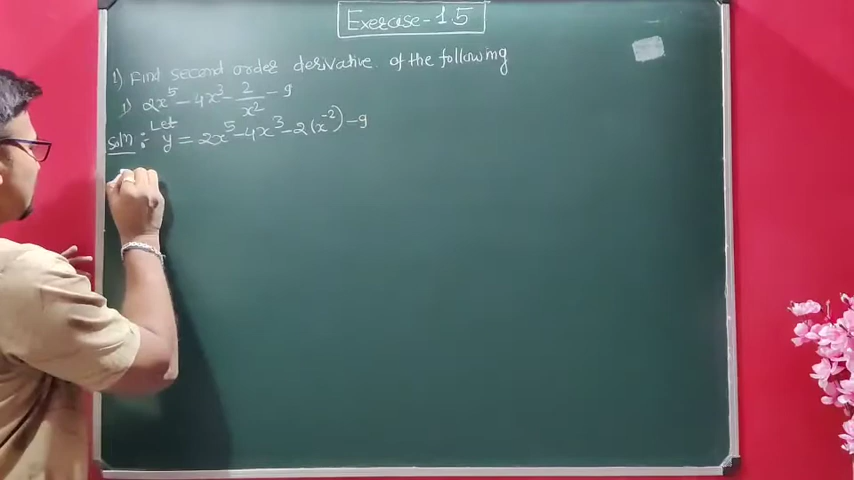 Exercise-1.5
1) Find second order derivative of the following
1) 2x⁵ - 4x³ - 2/x² - 9
Soln: Let y = 2x⁵ - 4x³ - 2(x⁻²) - 9